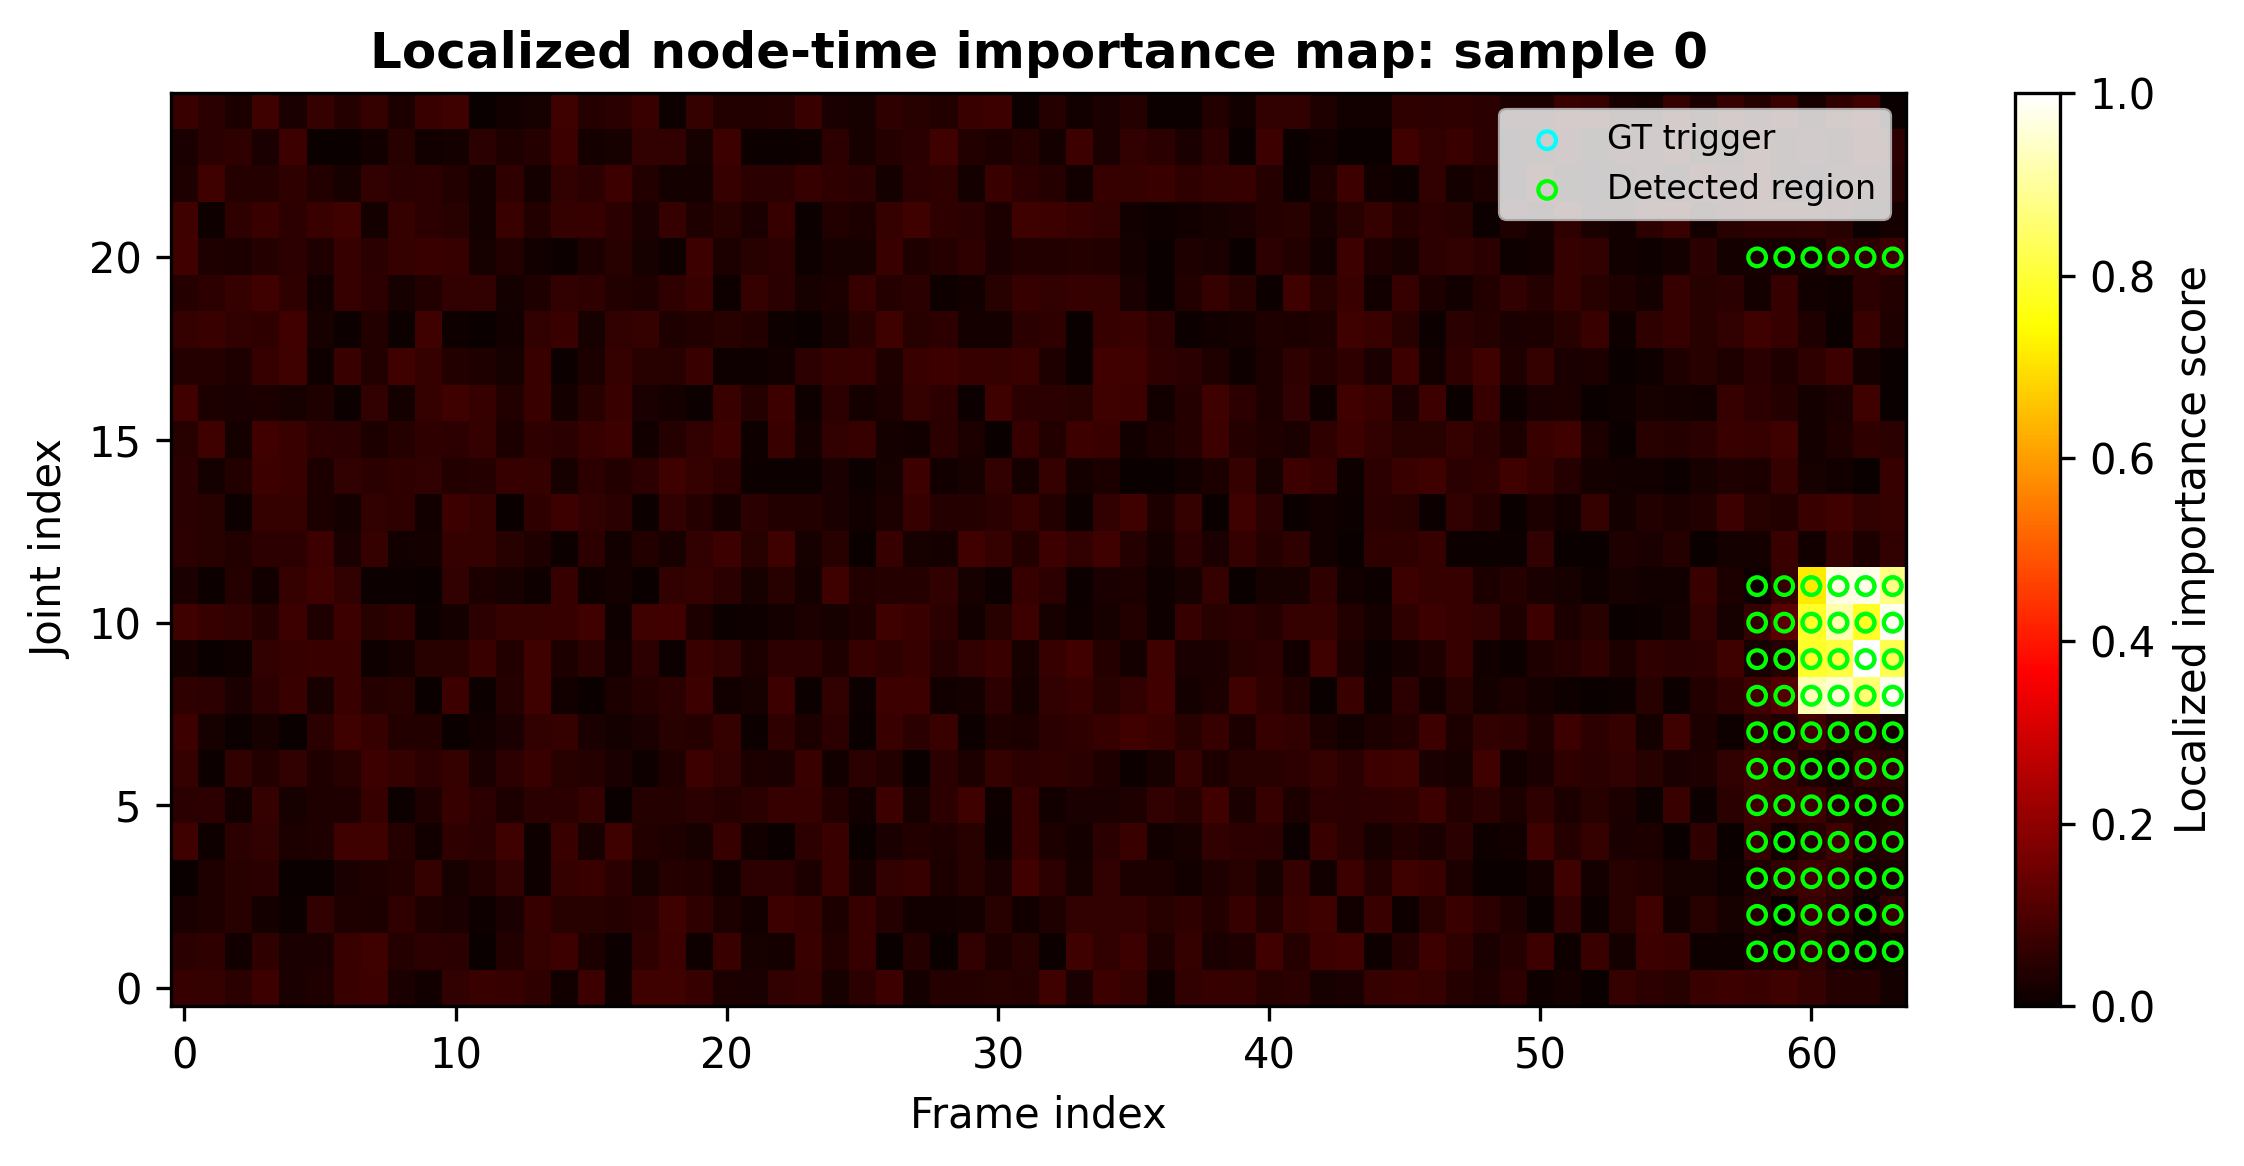 Localized node-time importance map: sample 0
GT trigger
Detected region
Joint index
20
15
10
5
0
0 10 20 30 40 50 60
Frame index
1.0
0.8
0.6
0.4
0.2
0.0
Localized importance score